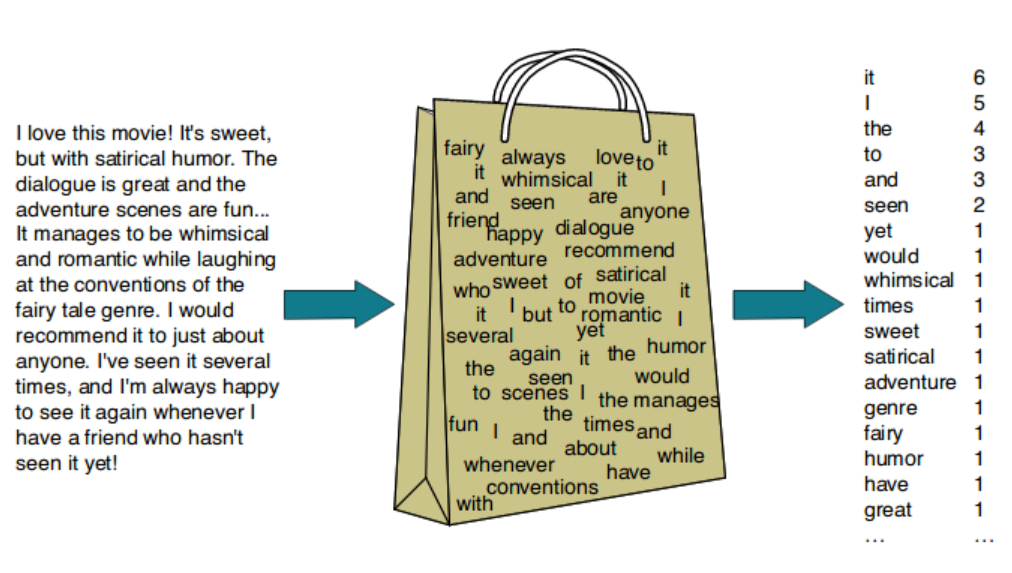 I love this movie! It's sweet,
but with satirical humor. The
dialogue is great and the
adventure scenes are fun...
It manages to be whimsical
and romantic while laughing
at the conventions of the
fairy tale genre. I would
recommend it to just about
anyone. I've seen it several
times, and I'm always happy
to see it again whenever I
have a friend who hasn't
seen it yet!
fairy always love to it
it whimsical it I
and seen are anyone
friend happy dialogue
adventure recommend
who sweet of satirical
it I but to movie it
romantic I
several yet
again it the humor
the seen would
to scenes I the manages
fun the times and
I and about
whenever have while
conventions
with
it 6
I 5
the 4
to 3
and 3
seen 2
yet 1
would 1
whimsical 1
times 1
sweet 1
satirical 1
adventure 1
genre 1
fairy 1
humor 1
have 1
great 1
... ...